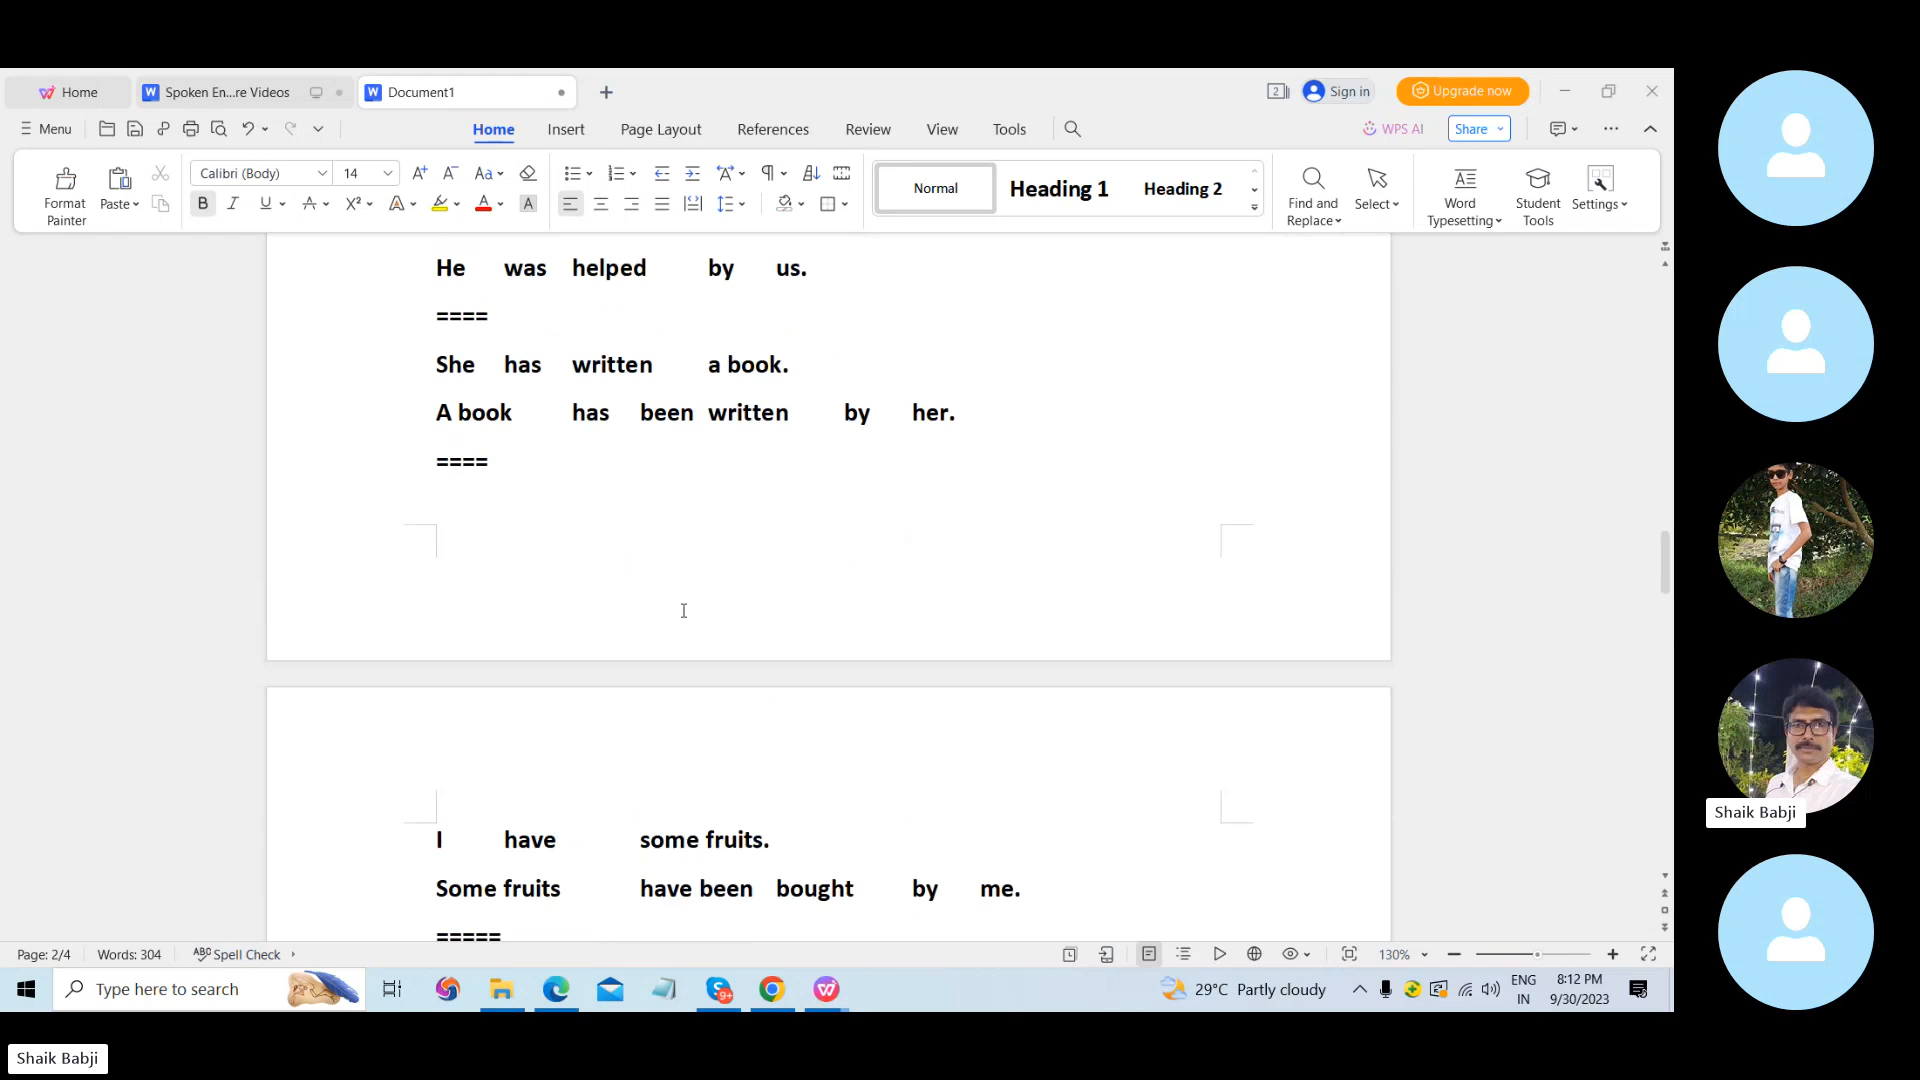 Home
Spoken En...re Videos
Document1
2
Sign in
Upgrade now
Menu
Home
Insert
Page Layout
References
Review
View
Tools
WPS AI
Share
Format
Painter
Paste
Calibri (Body)
14
Normal
Heading 1
Heading 2
Find and
Replace
Select
Word
Typesetting
Student
Tools
Settings
He was helped by us.
====
She has written a book.
A book has been written by her.
====
I have some fruits.
Some fruits have been bought by me.
=====
Page: 2/4
Words: 304
Spell Check
130%
Type here to search
9+
29°C Partly cloudy
ENG
IN
8:12 PM
9/30/2023
Shaik Babji
Shaik Babji